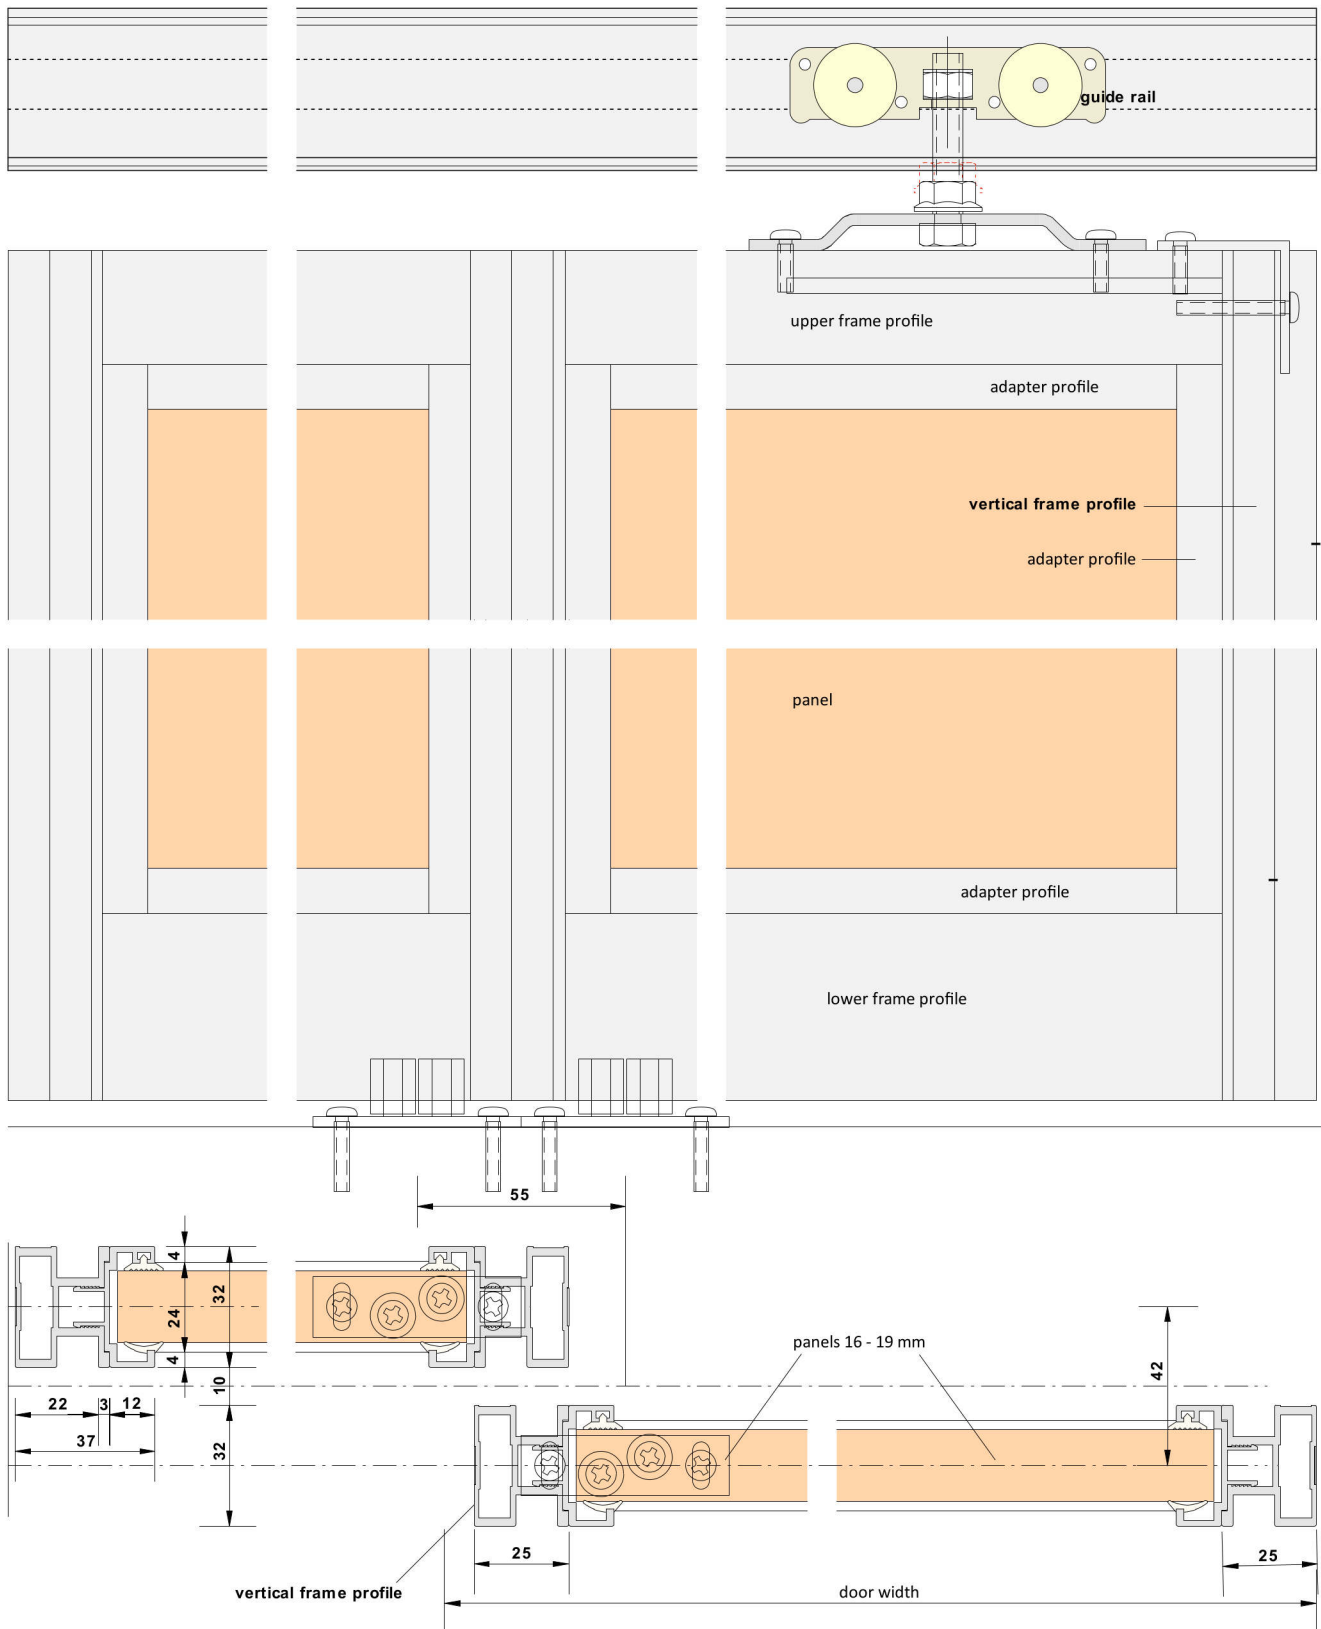 guide rail
upper frame profile
adapter profile
vertical frame profile
adapter profile
panel
adapter profile
lower frame profile
55
4
32
24
4
10
22
3
12
37
32
panels 16 - 19 mm
42
25
25
vertical frame profile
door width